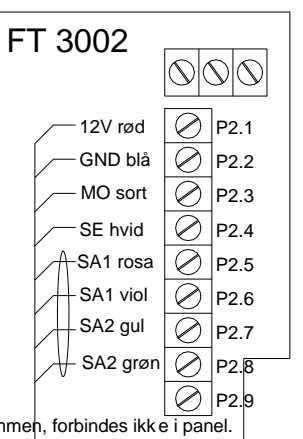 FT 3002
12V rød P2.1
GND blå P2.2
MO sort P2.3
SE hvid P2.4
SA1 rosa P2.5
SA1 viol P2.6
SA2 gul P2.7
SA2 grøn P2.8
P2.9
mmen, forbindes ikke i panel.